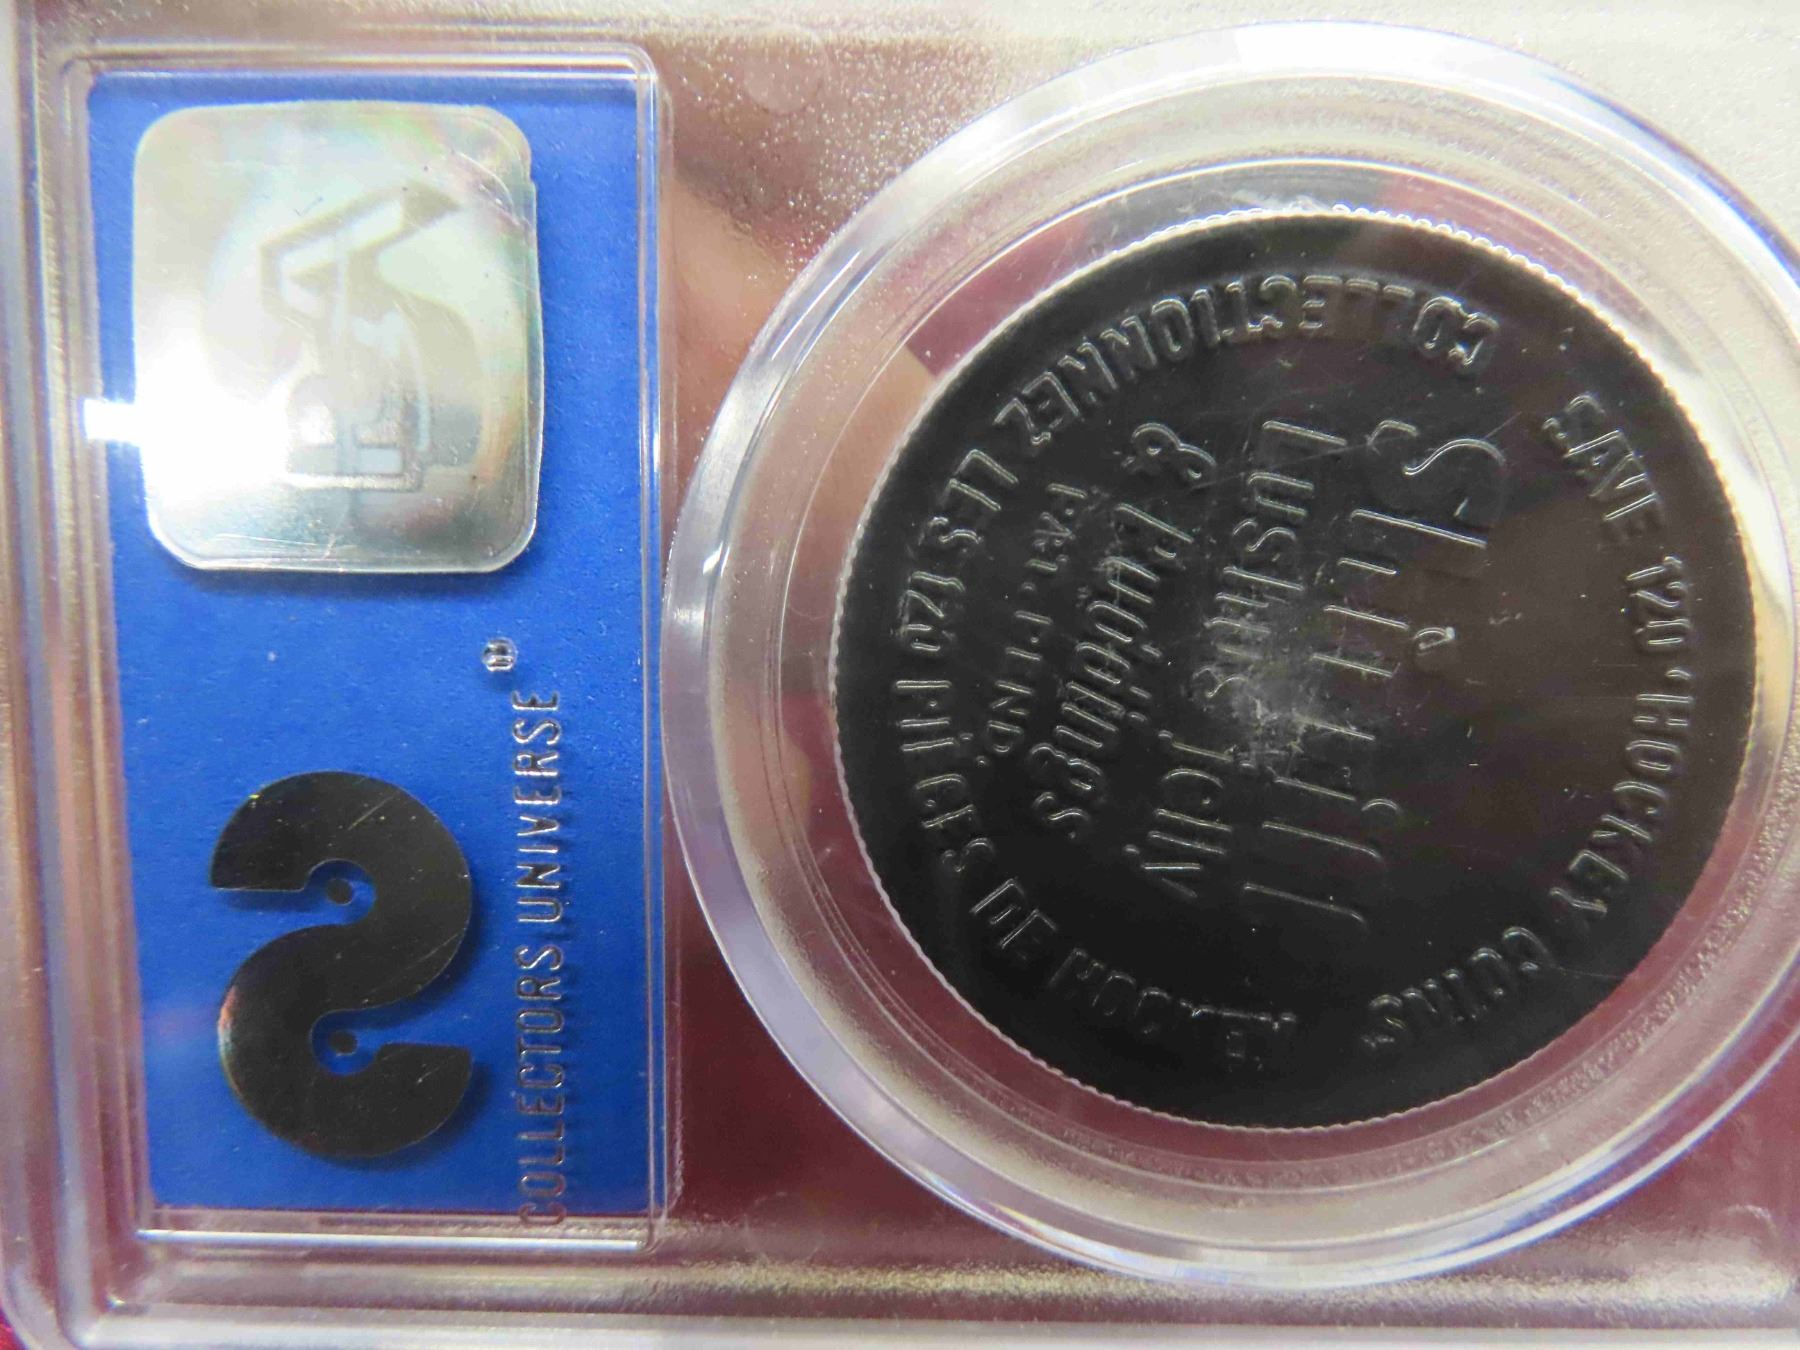 COLLECTORS UNIVERSE®
SAVE 120 'HOCKEY COINS'
Shirriff
Lushus Jelly
& Puddings
PAT. PEND.
COLLECTIONNEZ LES 120 PIÈCES DE HOCKEY